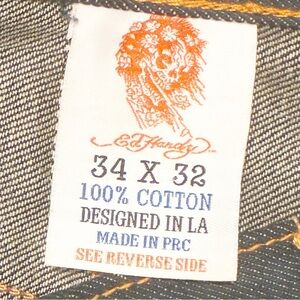 Ed Hardy
34 X 32
100% COTTON
DESIGNED IN LA
MADE IN PRC
SEE REVERSE SIDE